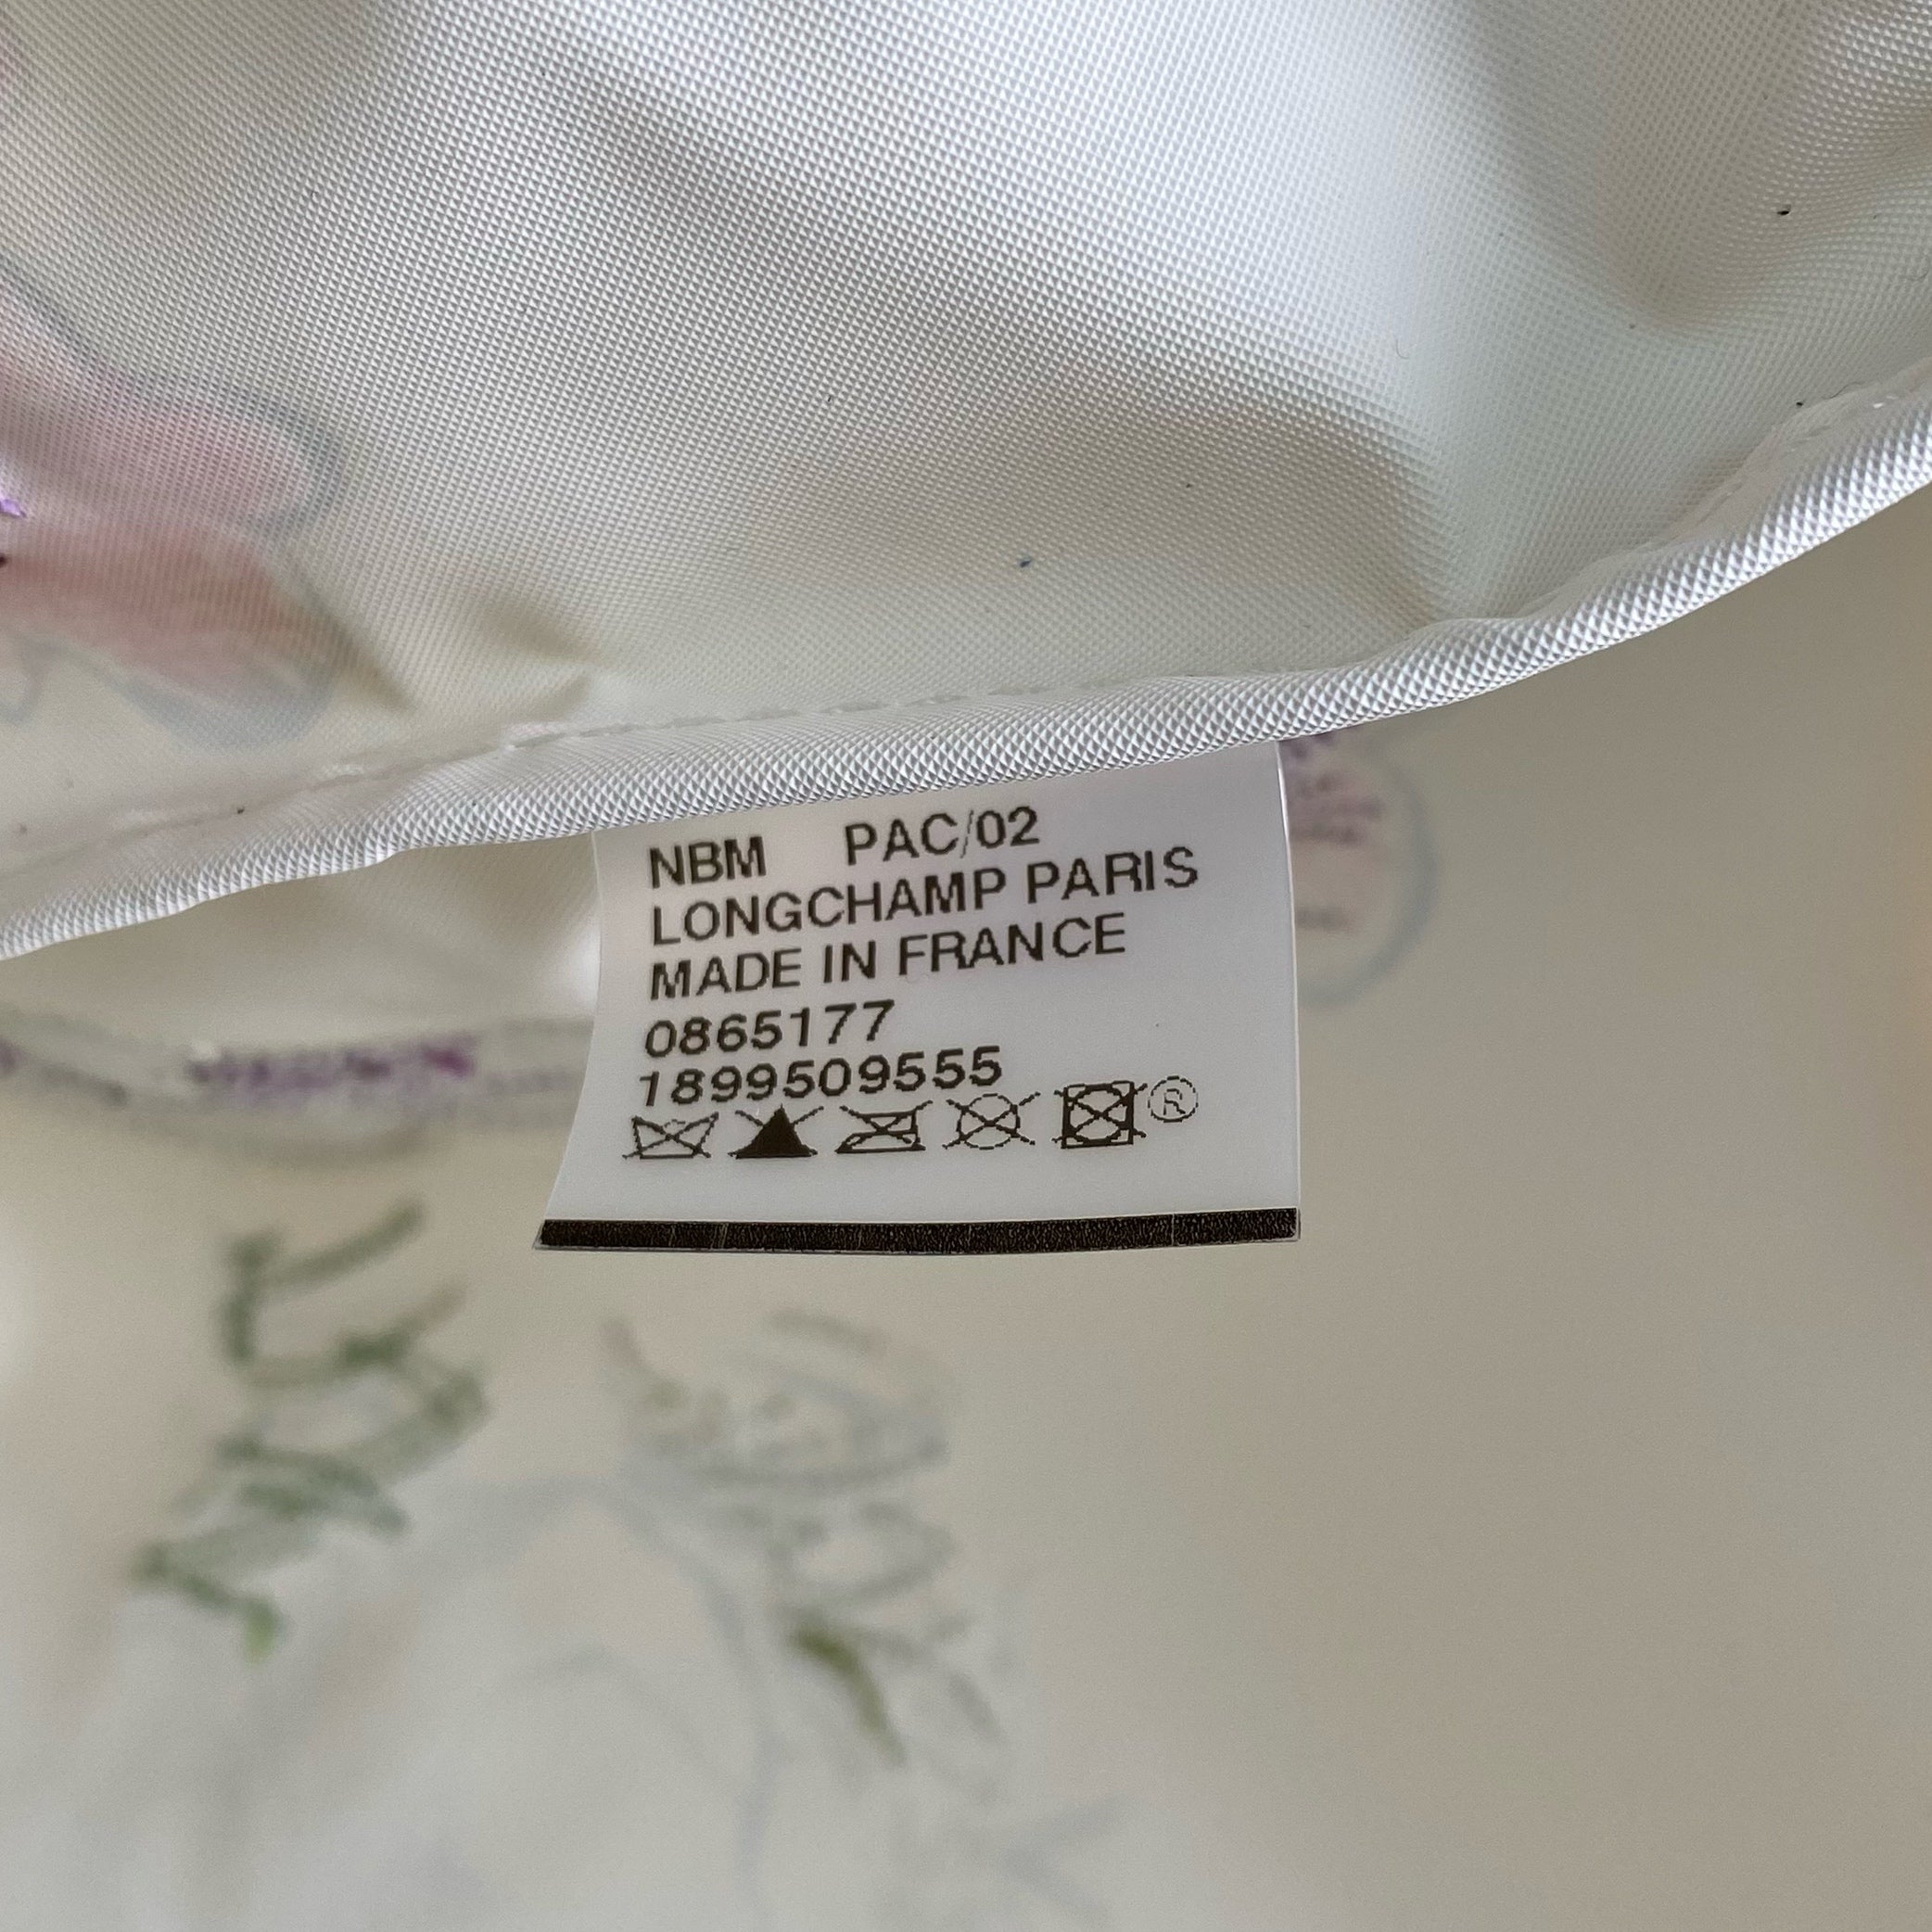 NBM PAC/02
LONGCHAMP PARIS
MADE IN FRANCE
0865177
1899509555
®